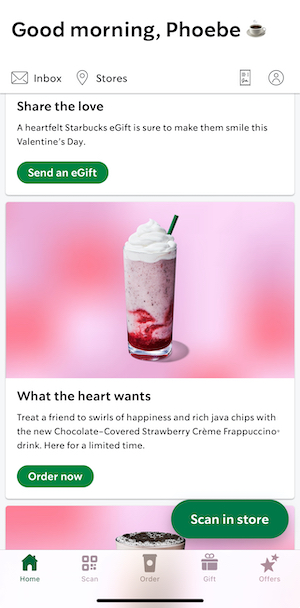 Good morning, Phoebe ☕
Inbox
Stores
Share the love
A heartfelt Starbucks eGift is sure to make them smile this
Valentine's Day.
Send an eGift
What the heart wants
Treat a friend to swirls of happiness and rich java chips with
the new Chocolate-Covered Strawberry Crème Frappuccino®
drink. Here for a limited time.
Order now
Scan in store
Home
Scan
Order
Gift
Offers